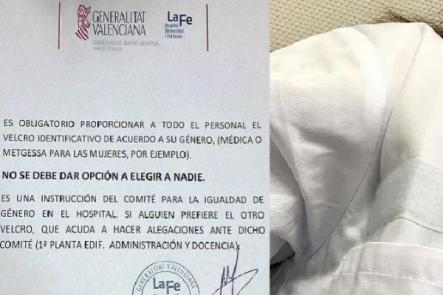 GENERALITAT
VALENCIANA
LaFe
ES OBLIGATORIO PROPORCIONAR A TODO EL PERSONAL EL
VELCRO IDENTIFICATIVO DE ACUERDO A SU GÉNERO, (MÉDICA O
METGESSA PARA LAS MUJERES, POR EJEMPLO).
NO SE DEBE DAR OPCIÓN A ELEGIR A NADIE.
ES UNA INSTRUCCIÓN DEL COMITÉ PARA LA IGUALDAD DE
GÉNERO EN EL HOSPITAL. SI ALGUIEN PREFIERE EL OTRO
VELCRO, QUE ACUDA A HACER ALEGACIONES ANTE DICHO
COMITÉ (1ª PLANTA EDIF. ADMINISTRACIÓN Y DOCENCIA)
GENERALITAT
LaFe